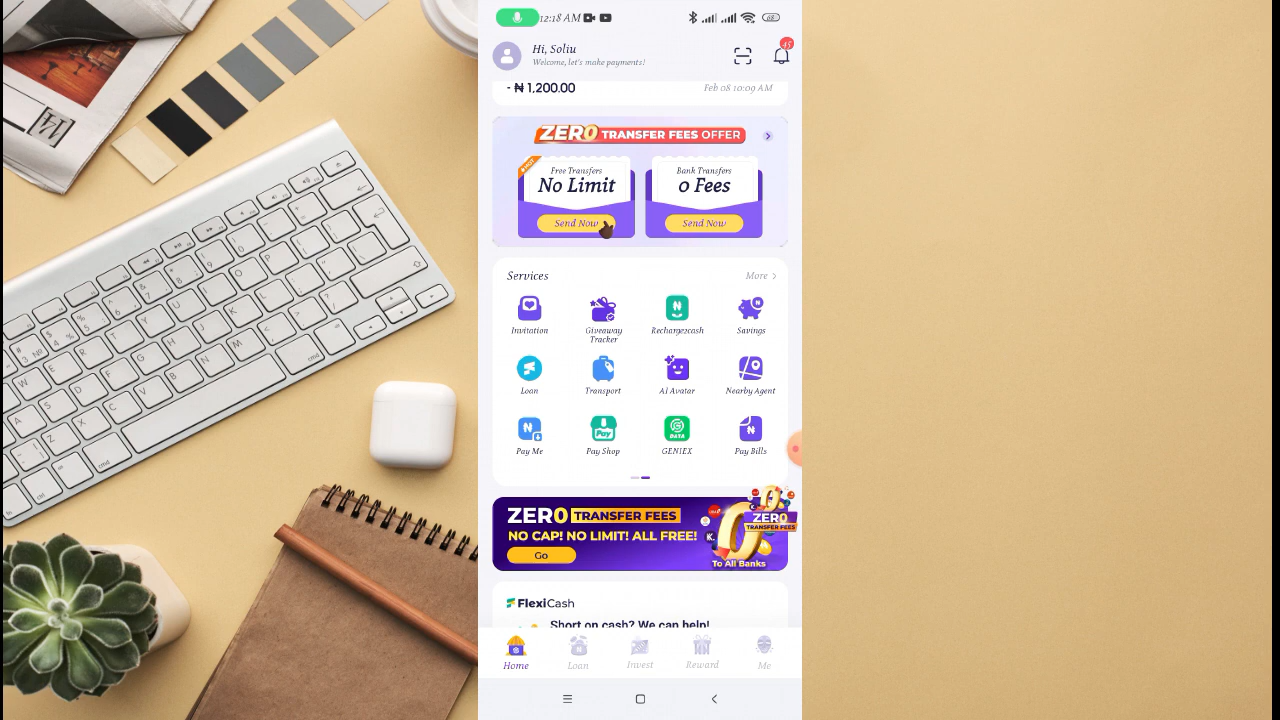 12:18 AM
Hi, Soliu
Welcome, let's make payments!
45
- ₦ 1,200.00
Feb 08 10:09 AM
ZERO TRANSFER FEES OFFER
HOT
Free Transfers
No Limit
Send Now
Bank Transfers
0 Fees
Send Now
Services
More >
Invitation
Giveaway
Tracker
Recharge2cash
Savings
Loan
Transport
AI Avatar
Nearby Agent
Pay Me
Pay
Pay Shop
DATA
GENIEX
Pay Bills
ZERO TRANSFER FEES
NO CAP! NO LIMIT! ALL FREE!
Go
ZERO
TRANSFER FEES
To All Banks
FlexiCash
Short on cash? We can help!
Home
Loan
Invest
Reward
Me